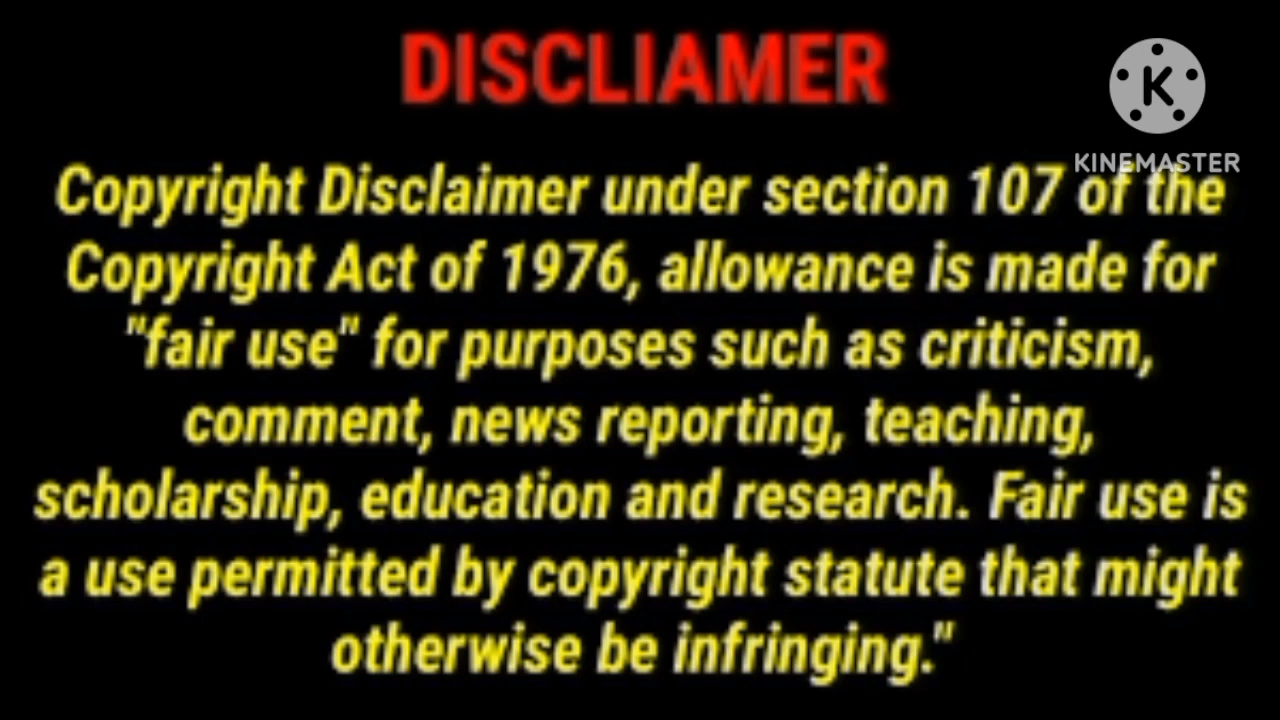 DISCLIAMER
K
KINEMASTER
Copyright Disclaimer under section 107 of the
Copyright Act of 1976, allowance is made for
"fair use" for purposes such as criticism,
comment, news reporting, teaching,
scholarship, education and research. Fair use is
a use permitted by copyright statute that might
otherwise be infringing."